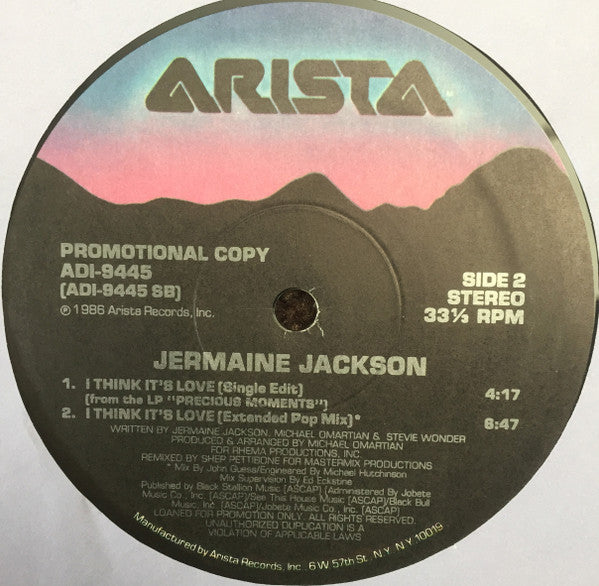 ARISTA
PROMOTIONAL COPY
ADI-9445
(ADI-9445 SB)
℗ 1986 Arista Records, Inc.
SIDE 2
STEREO
33⅓ RPM
JERMAINE JACKSON
1. I THINK IT'S LOVE (Single Edit) 4:17
(from the LP "PRECIOUS MOMENTS")
2. I THINK IT'S LOVE (Extended Pop Mix)* 6:47
WRITTEN BY JERMAINE JACKSON, MICHAEL OMARTIAN & STEVIE WONDER
PRODUCED & ARRANGED BY MICHAEL OMARTIAN
FOR RHEMA PRODUCTIONS, INC.
REMIXED BY SHEP PETTIBONE FOR MASTERMIX PRODUCTIONS
* Mix By John Guess/Engineered By Michael Hutchinson
Mix Supervision By Ed Eckstine
Published by Black Stallion Music [ASCAP] (Administered By Jobete
Music Co., Inc. [ASCAP]/See This House Music [ASCAP]/Black Bull
Music, Inc. [ASCAP]/Jobete Music Co., Inc. [ASCAP]
LOANED FOR PROMOTION ONLY. ALL RIGHTS RESERVED.
UNAUTHORIZED DUPLICATION IS A
VIOLATION OF APPLICABLE LAWS
Manufactured by Arista Records, Inc., 6 W. 57th St., N.Y. N.Y. 10019